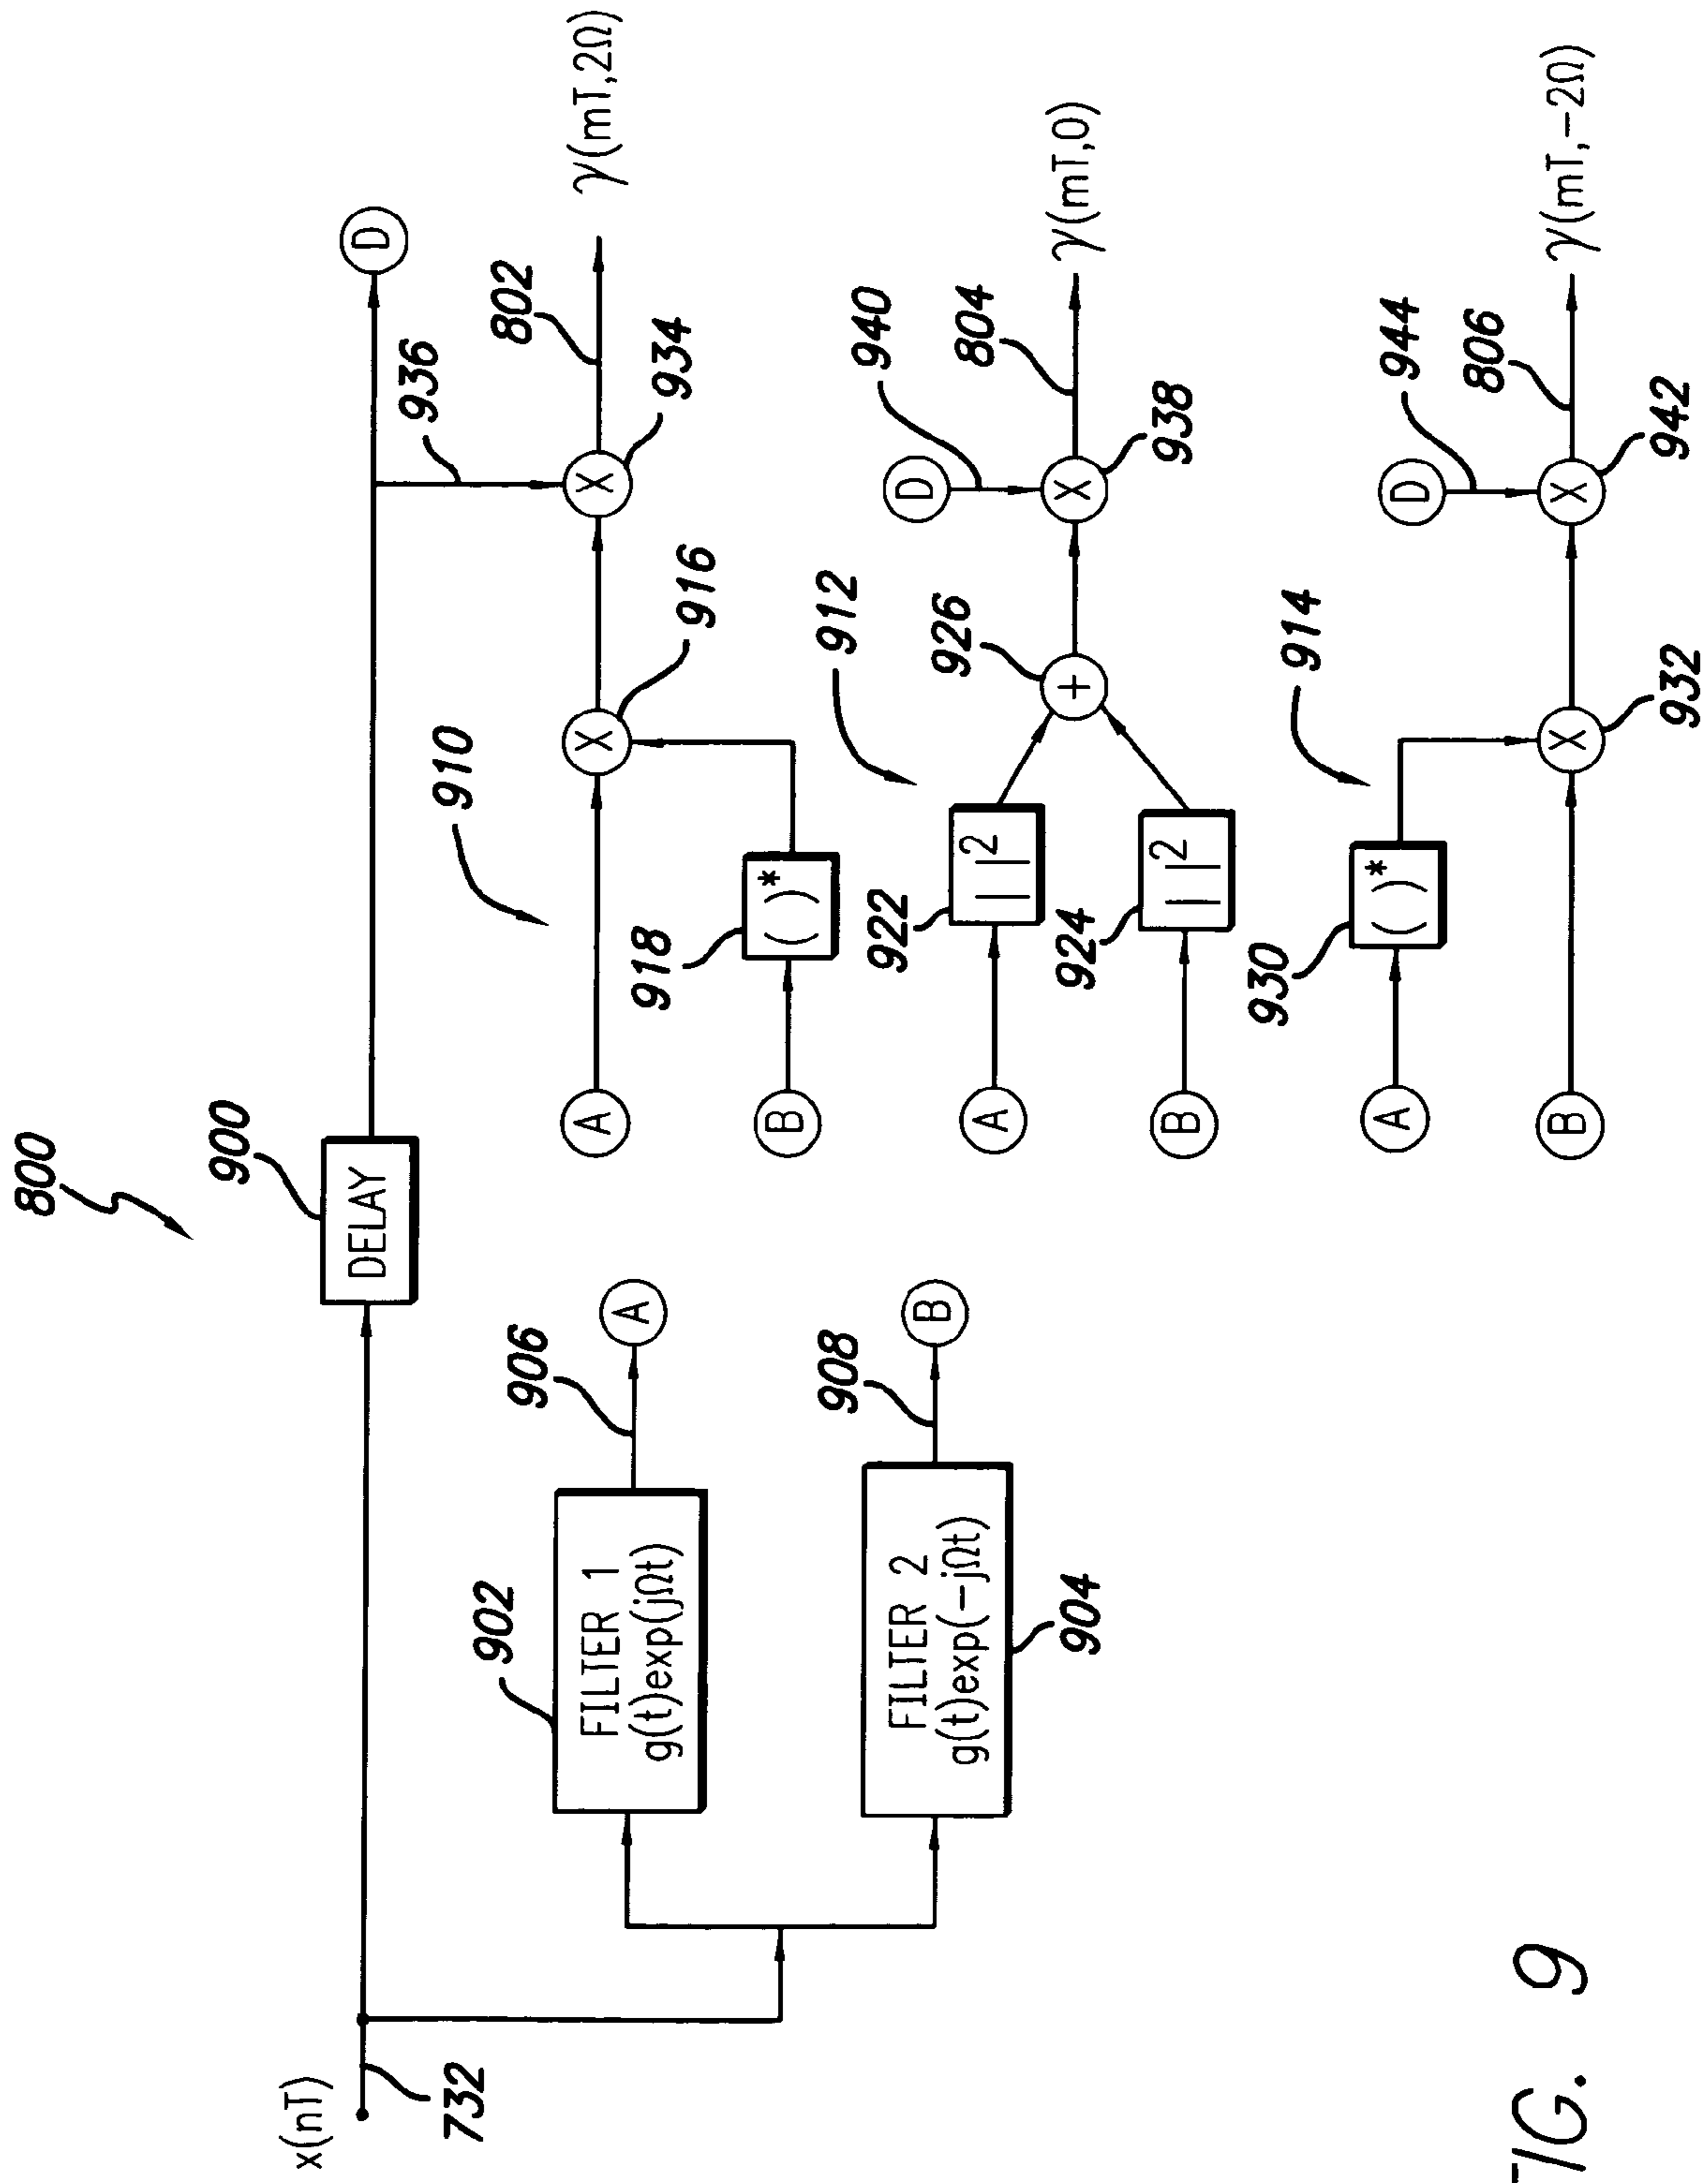 800
x(nT)
732
DELAY
900
D
936
FILTER 1
g(t)exp(jΩt)
902
906
A
FILTER 2
g(t)exp(-jΩt)
904
908
B
910
A
X
916
B
( )*
918
X
934
802
γ(mT,2Ω)
912
A
| |2
922
B
| |2
924
+
926
D
940
X
938
804
γ(mT,0)
914
A
( )*
930
B
X
932
D
944
X
942
806
γ(mT,-2Ω)
FIG. 9